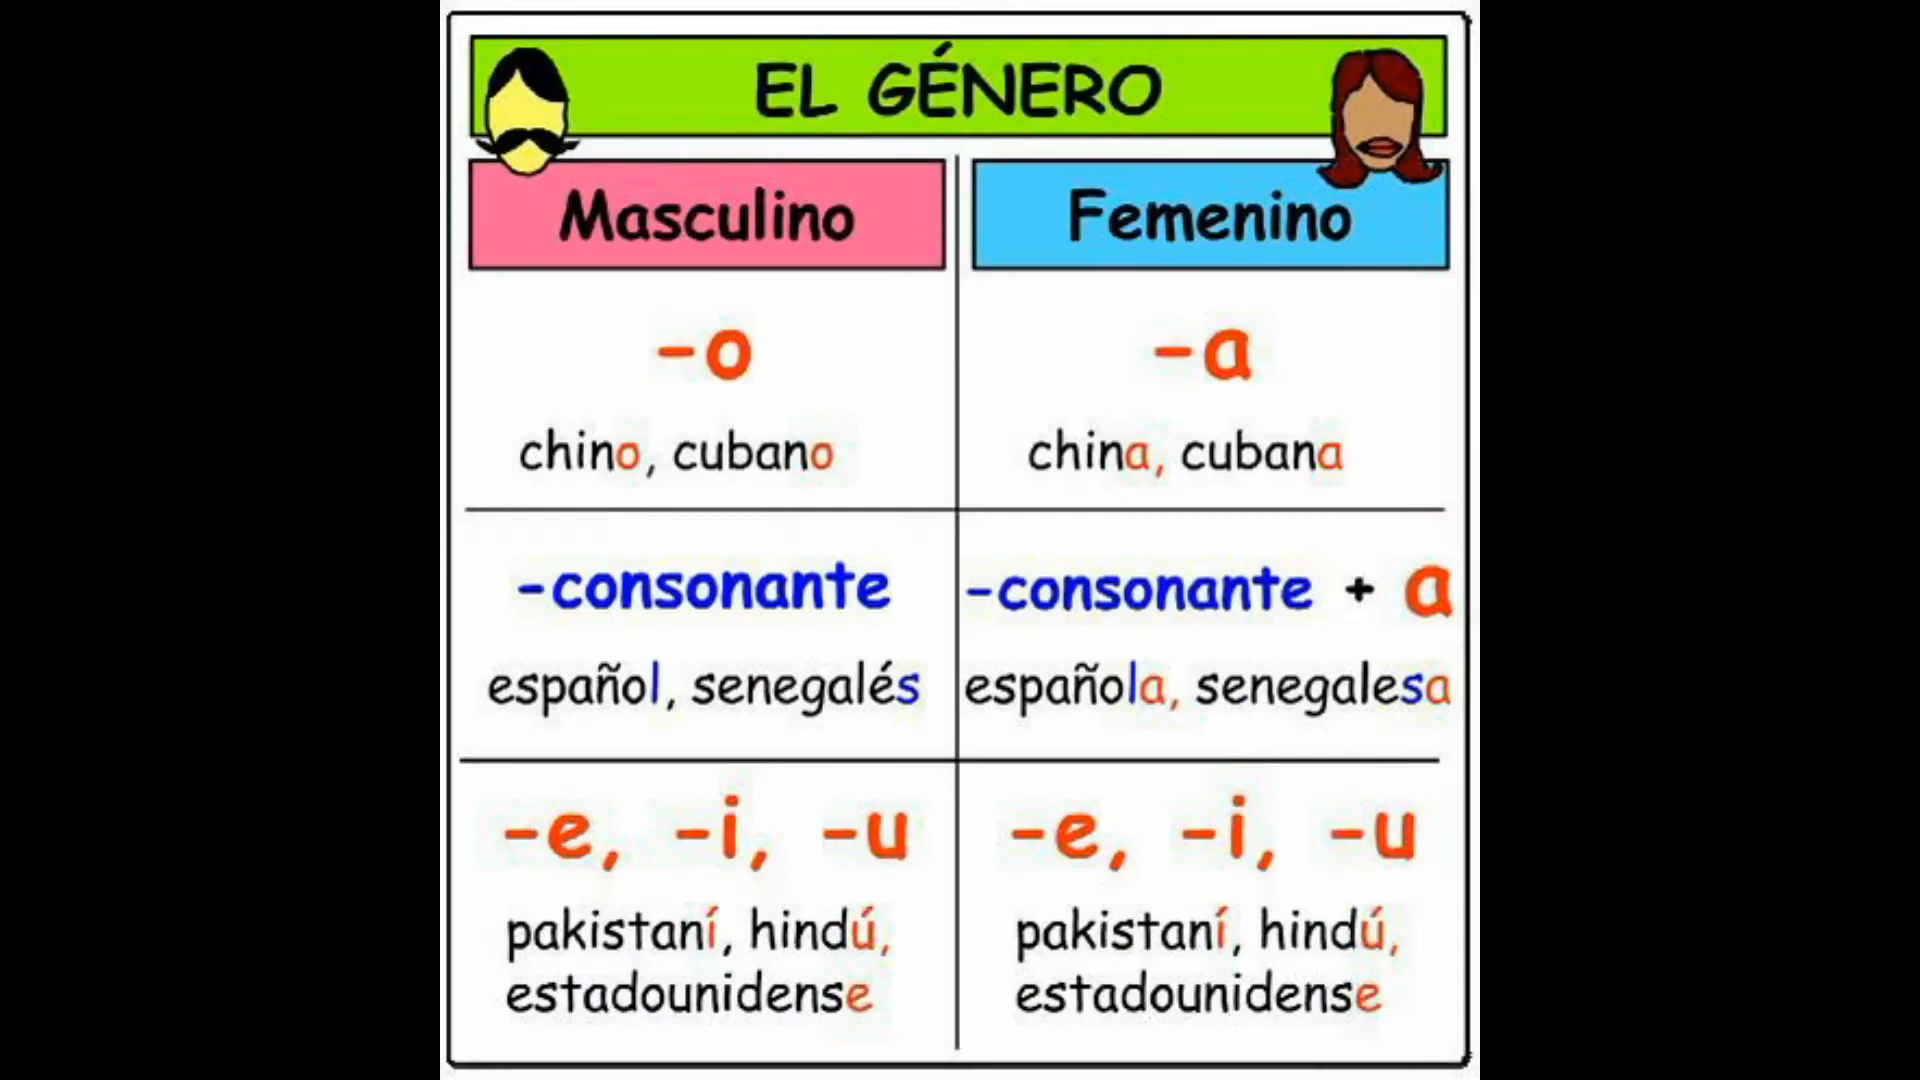 EL GÉNERO
Masculino
Femenino
-o
-a
chino, cubano
china, cubana
-consonante
-consonante + a
español, senegalés
española, senegalesa
-e, -i, -u
-e, -i, -u
pakistaní, hindú,
estadounidense
pakistaní, hindú,
estadounidense